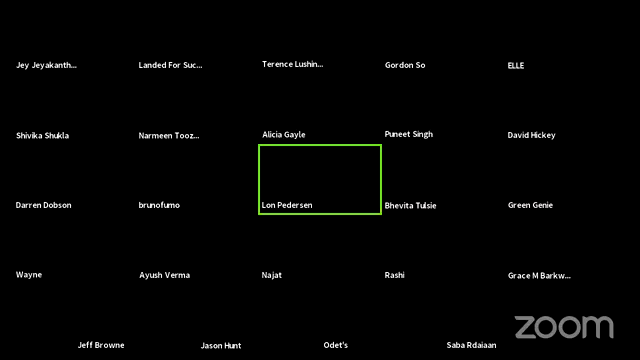 Jey Jeyakanth...
Landed For Suc...
Terence Lushin...
Gordon So
ELLE
Shivika Shukla
Narmeen Tooz...
Alicia Gayle
Puneet Singh
David Hickey
Darren Dobson
brunofumo
Lon Pedersen
Bhevita Tulsie
Green Genie
Wayne
Ayush Verma
Najat
Rashi
Grace M Barkw...
zoom
Jeff Browne
Jason Hunt
Odet's
Saba Rdaiaan